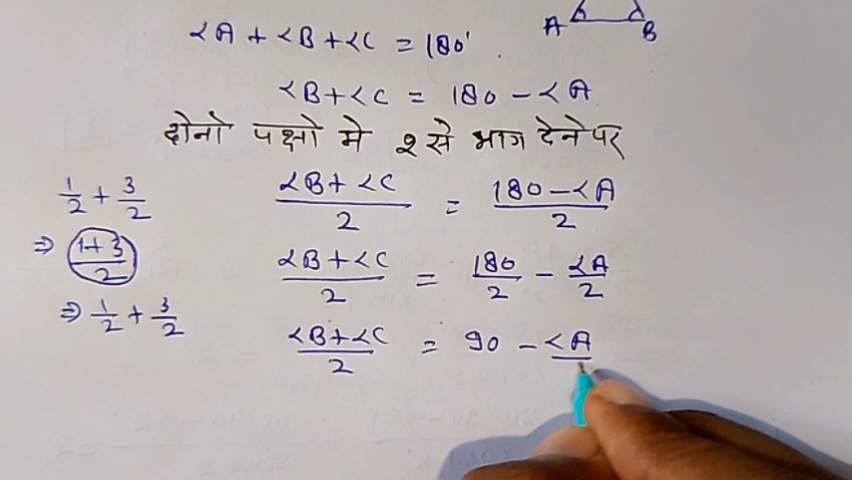 A B
∠A + ∠B + ∠C = 180°
∠B + ∠C = 180 - ∠A
दोनो पक्षो मे 2 से भाग देने पर
1/2 + 3/2
(∠B + ∠C)/2 = (180 - ∠A)/2
⇒ (1+3)/2
(∠B + ∠C)/2 = 180/2 - ∠A/2
⇒ 1/2 + 3/2
(∠B + ∠C)/2 = 90 - ∠A